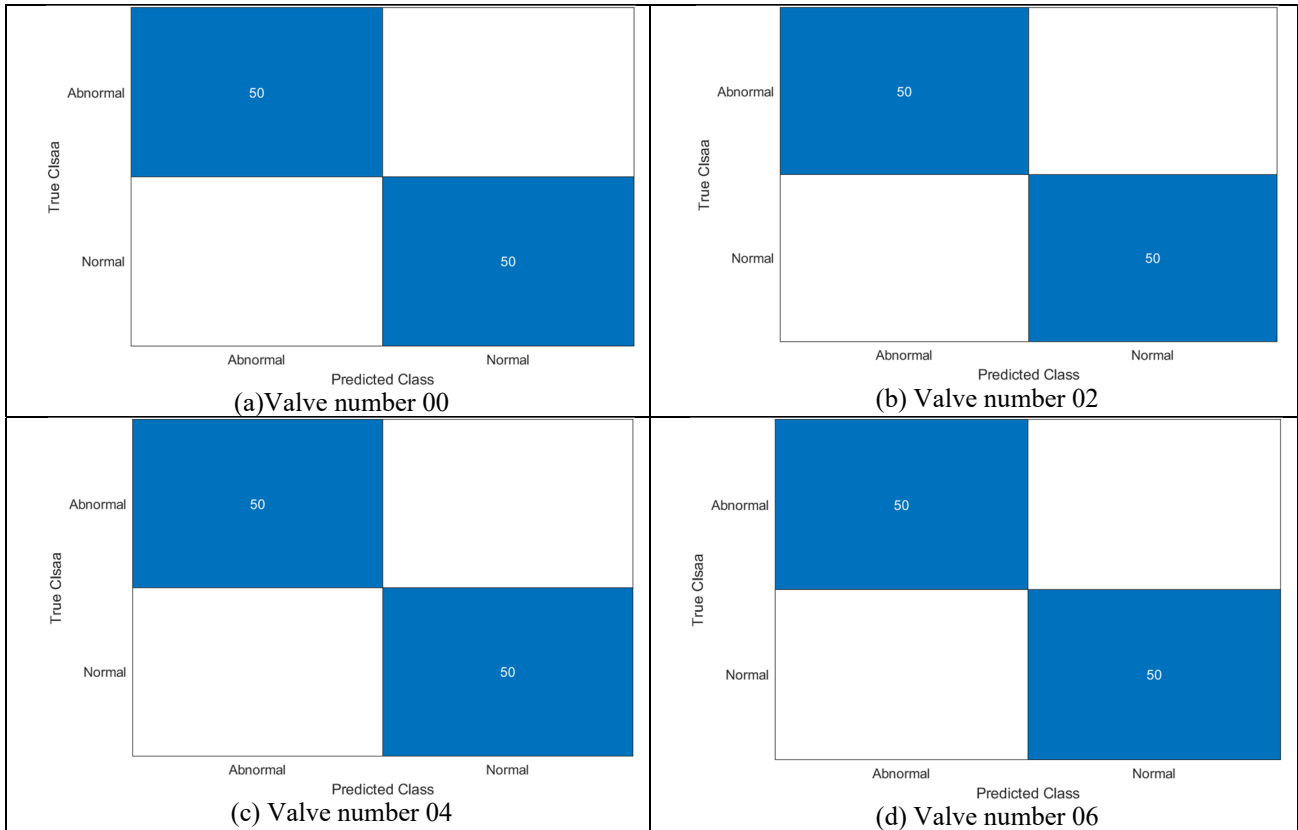 Abnormal
50
True Clsaa
Normal
50
Abnormal
Normal
Predicted Class
(a)Valve number 00
Abnormal
50
True Clsaa
Normal
50
Abnormal
Normal
Predicted Class
(b) Valve number 02
Abnormal
50
True Clsaa
Normal
50
Abnormal
Normal
Predicted Class
(c) Valve number 04
Abnormal
50
True Clsaa
Normal
50
Abnormal
Normal
Predicted Class
(d) Valve number 06